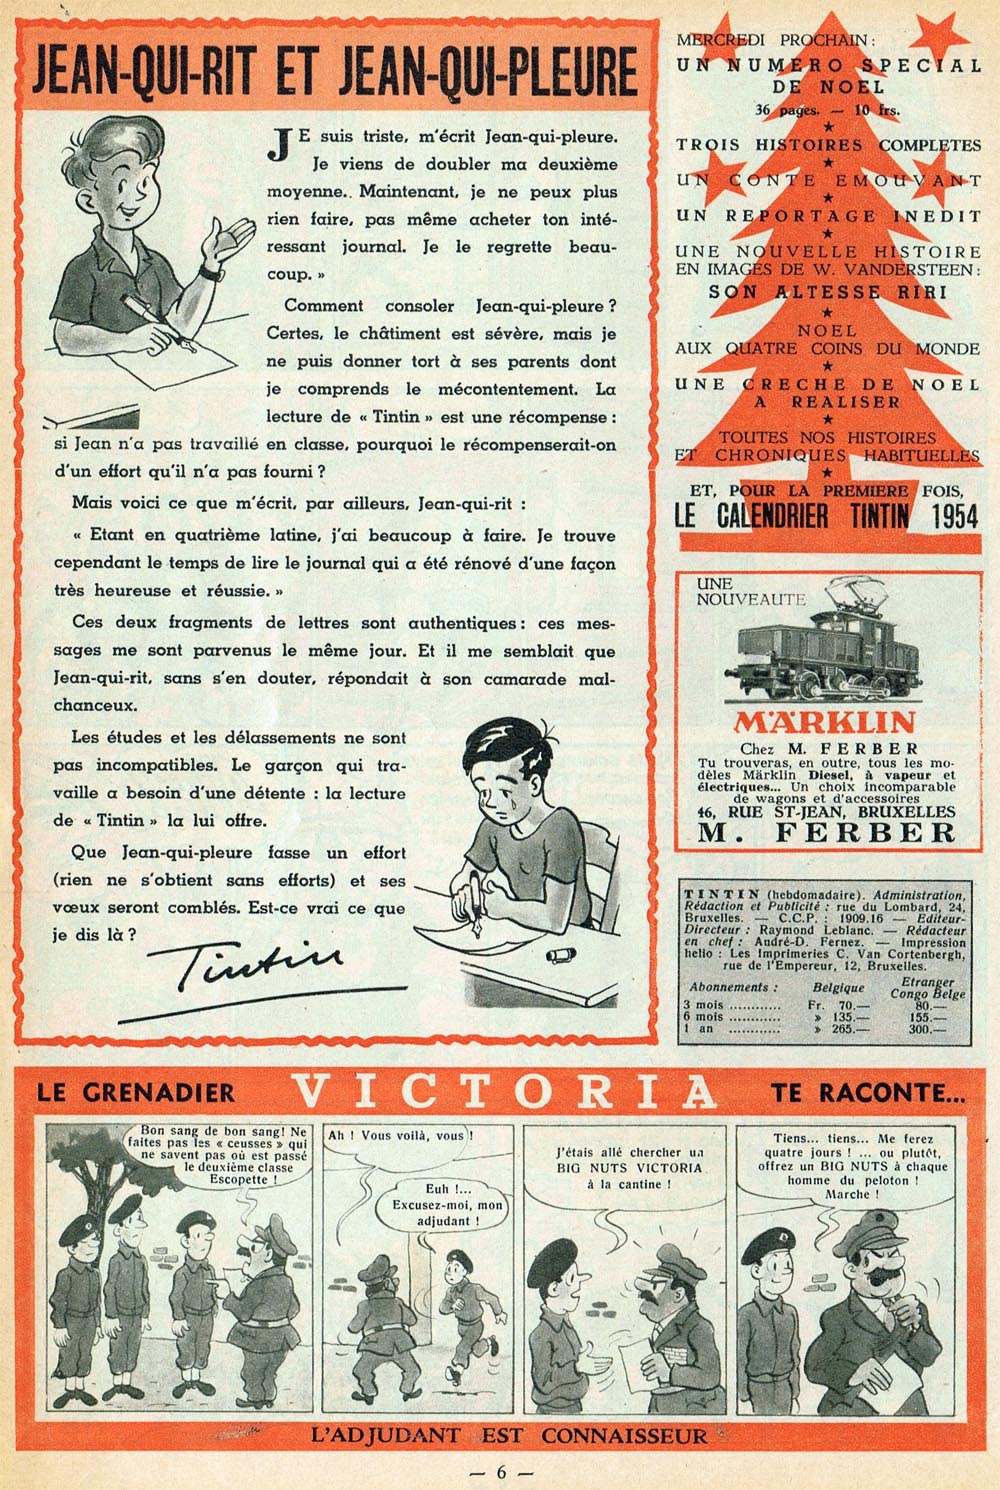 JEAN-QUI-RIT ET JEAN-QUI-PLEURE
JE suis triste, m'écrit Jean-qui-pleure.
Je viens de doubler ma deuxième
moyenne. Maintenant, je ne peux plus
rien faire, pas même acheter ton inté-
ressant journal. Je le regrette beau-
coup. »
Comment consoler Jean-qui-pleure ?
Certes, le châtiment est sévère, mais je
ne puis donner tort à ses parents dont
je comprends le mécontentement. La
lecture de « Tintin » est une récompense :
si Jean n'a pas travaillé en classe, pourquoi le récompenserait-on
d'un effort qu'il n'a pas fourni ?
Mais voici ce que m'écrit, par ailleurs, Jean-qui-rit :
« Etant en quatrième latine, j'ai beaucoup à faire. Je trouve
cependant le temps de lire le journal qui a été rénové d'une façon
très heureuse et réussie. »
Ces deux fragments de lettres sont authentiques : ces mes-
sages me sont parvenus le même jour. Et il me semblait que
Jean-qui-rit, sans s'en douter, répondait à son camarade mal-
chanceux.
Les études et les délassements ne sont
pas incompatibles. Le garçon qui tra-
vaille a besoin d'une détente : la lecture
de « Tintin » la lui offre.
Que Jean-qui-pleure fasse un effort
(rien ne s'obtient sans efforts) et ses
vœux seront comblés. Est-ce vrai ce que
je dis là ?
Tintin
MERCREDI PROCHAIN :
UN NUMERO SPECIAL
DE NOEL
36 pages. — 10 frs.
★
TROIS HISTOIRES COMPLETES
★
UN CONTE EMOUVANT
★
UN REPORTAGE INEDIT
★
UNE NOUVELLE HISTOIRE
EN IMAGES DE W. VANDERSTEEN :
SON ALTESSE RIRI
★
NOEL
AUX QUATRE COINS DU MONDE
★
UNE CRECHE DE NOEL
A REALISER
★
TOUTES NOS HISTOIRES
ET CHRONIQUES HABITUELLES
★
ET, POUR LA PREMIERE FOIS,
LE CALENDRIER TINTIN 1954
UNE
NOUVEAUTE
MÄRKLIN
Chez M. FERBER
Tu trouveras, en outre, tous les mo-
dèles Märklin Diesel, à vapeur et
électriques... Un choix incomparable
de wagons et d'accessoires
46, RUE ST-JEAN, BRUXELLES
M. FERBER
TINTIN (hebdomadaire). Administration,
Rédaction et Publicité : rue du Lombard, 24,
Bruxelles. — C.C.P. : 1909.16 — Editeur-
Directeur : Raymond Leblanc. — Rédacteur
en chef : André-D. Fernez. — Impression
helio : Les Imprimeries C. Van Cortenbergh,
rue de l'Empereur, 12, Bruxelles.
Abonnements : Belgique Etranger
Congo Belge
3 mois ............ Fr. 70.— 80.—
6 mois ............ » 135.— 155.—
1 an ............ » 265.— 300.—
LE GRENADIER VICTORIA TE RACONTE...
Bon sang de bon sang! Ne
faites pas les « ceusses » qui
ne savent pas où est passé
le deuxième classe
Escopette !
Ah ! Vous voilà, vous !
Euh !...
Excusez-moi, mon
adjudant !
J'étais allé chercher un
BIG NUTS VICTORIA
à la cantine !
Tiens... tiens... Me ferez
quatre jours ! ... ou plutôt,
offrez un BIG NUTS à chaque
homme du peloton !
Marche !
L'ADJUDANT EST CONNAISSEUR
— 6 —